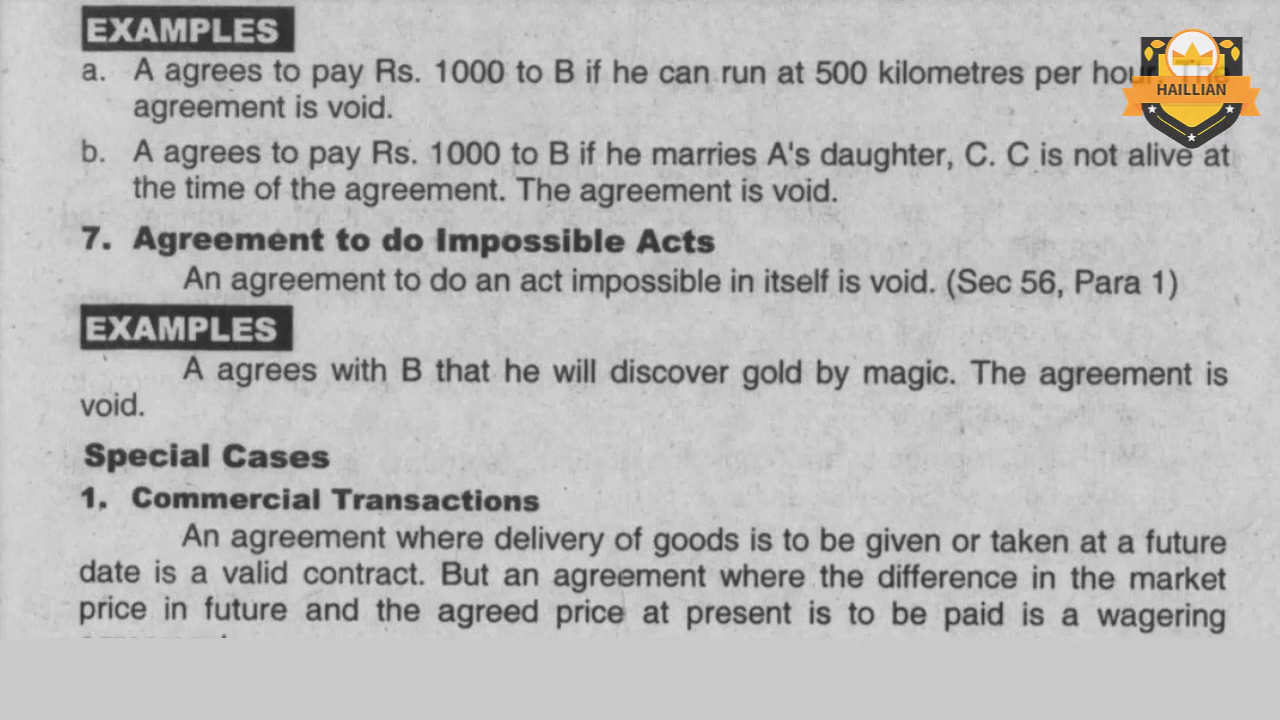 EXAMPLES
a. A agrees to pay Rs. 1000 to B if he can run at 500 kilometres per hour. The
agreement is void.
b. A agrees to pay Rs. 1000 to B if he marries A's daughter, C. C is not alive at
the time of the agreement. The agreement is void.
7. Agreement to do Impossible Acts
An agreement to do an act impossible in itself is void. (Sec 56, Para 1)
EXAMPLES
A agrees with B that he will discover gold by magic. The agreement is
void.
Special Cases
1. Commercial Transactions
An agreement where delivery of goods is to be given or taken at a future
date is a valid contract. But an agreement where the difference in the market
price in future and the agreed price at present is to be paid is a wagering
HAILLIAN